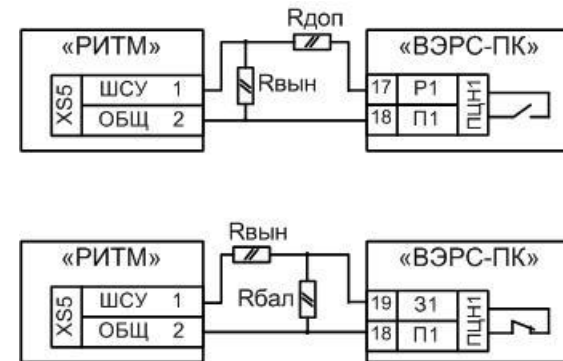 Rдоп
«РИТМ» «ВЭРС-ПК»
XS5 ШСУ 1 Rвын 17 Р1 ПЦН1
ОБЩ 2 18 П1
Rвын
«РИТМ» «ВЭРС-ПК»
XS5 ШСУ 1 Rбал 19 З1 ПЦН1
ОБЩ 2 18 П1